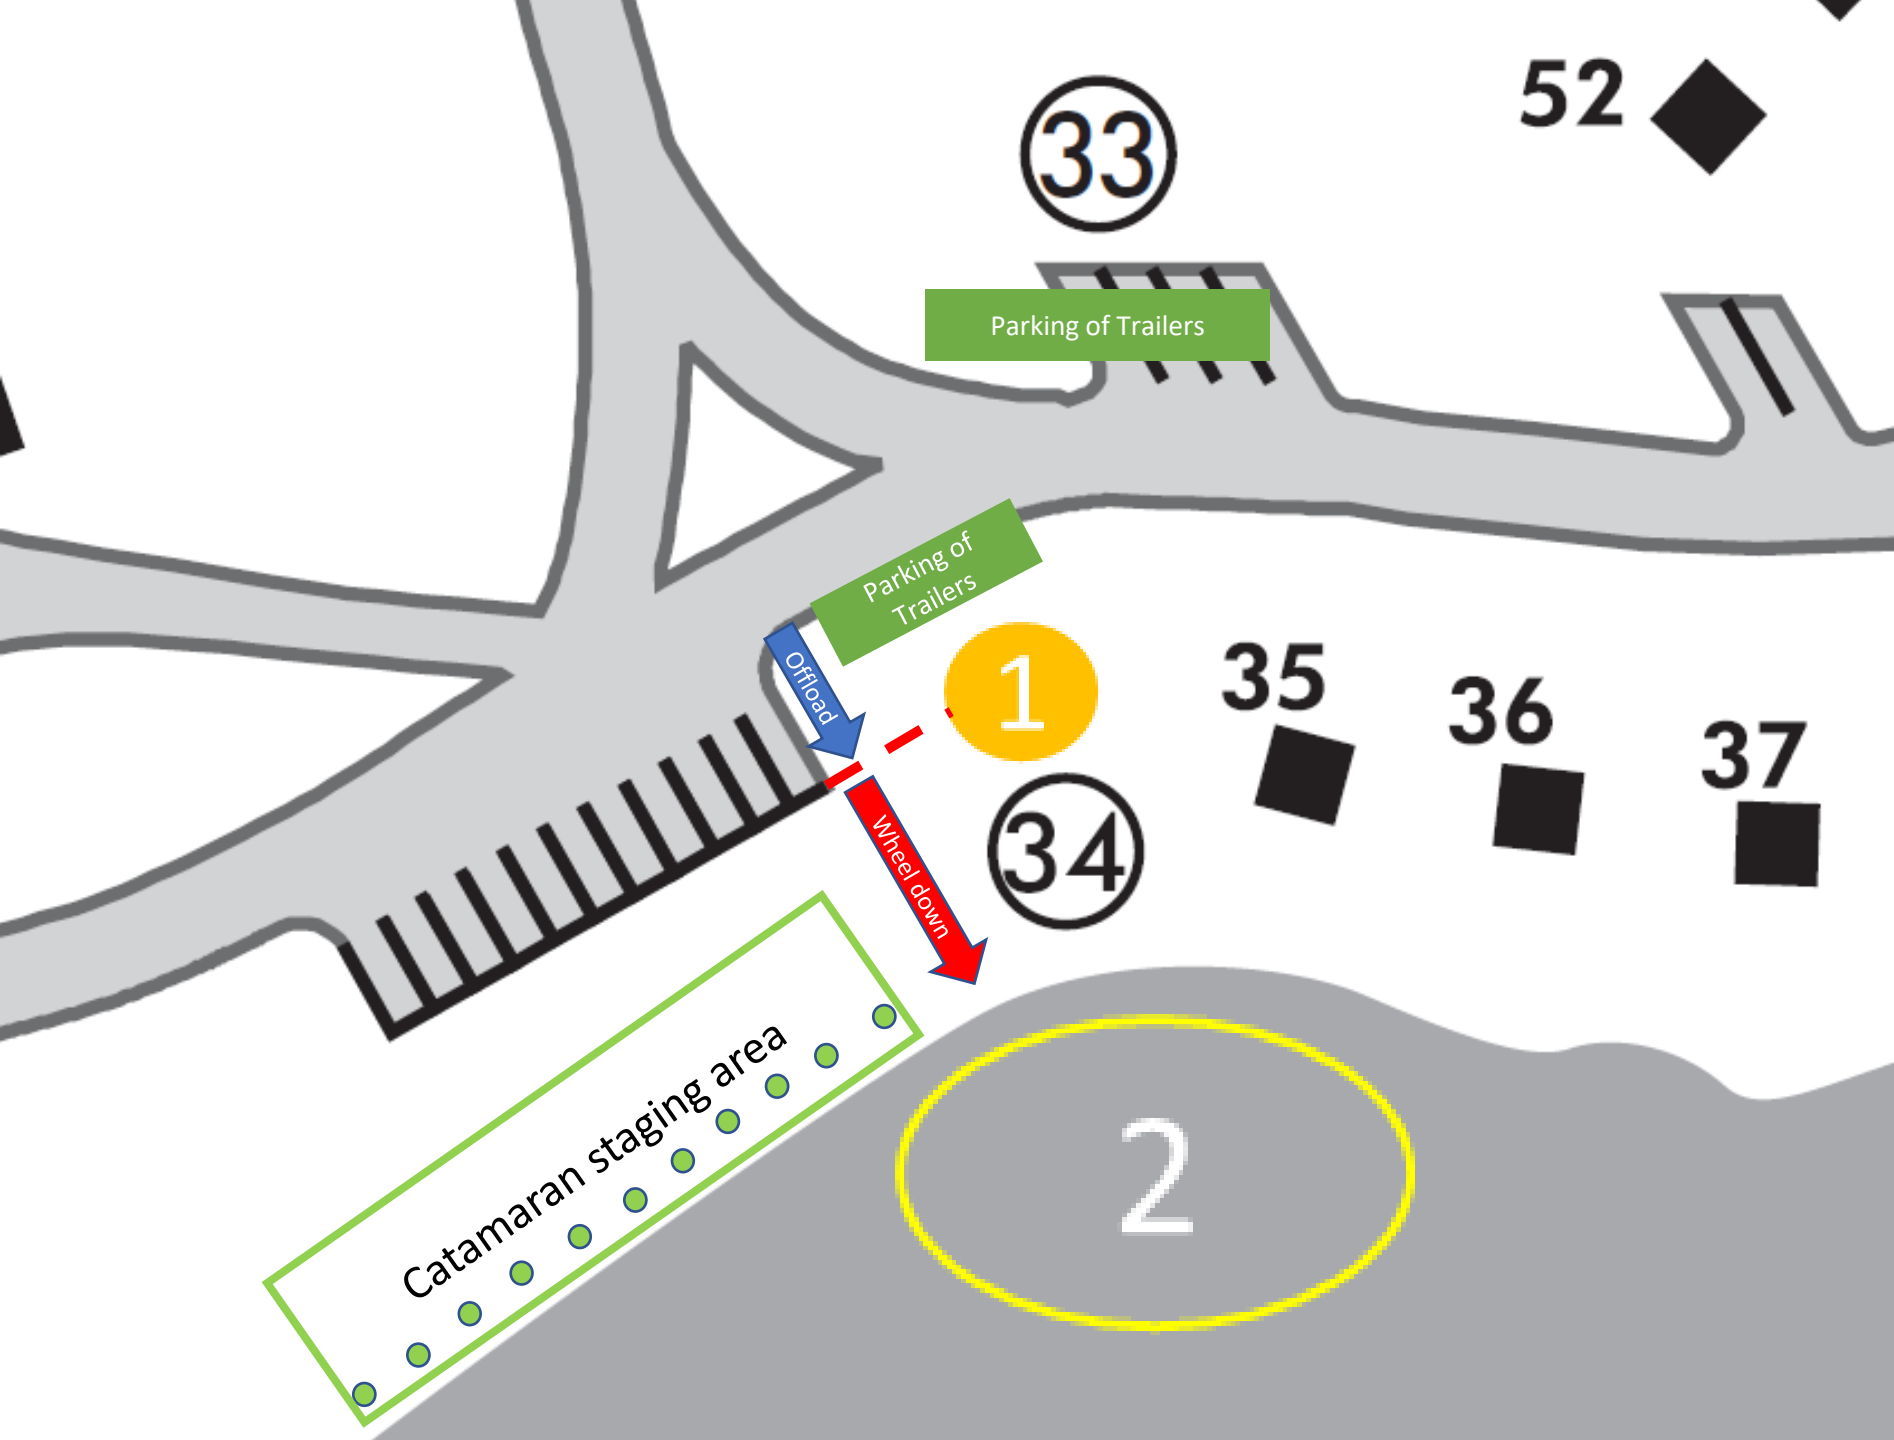 52
33
Parking of Trailers
Parking of
Trailers
Offload
1
35
36
37
34
Wheel down
Catamaran staging area
2